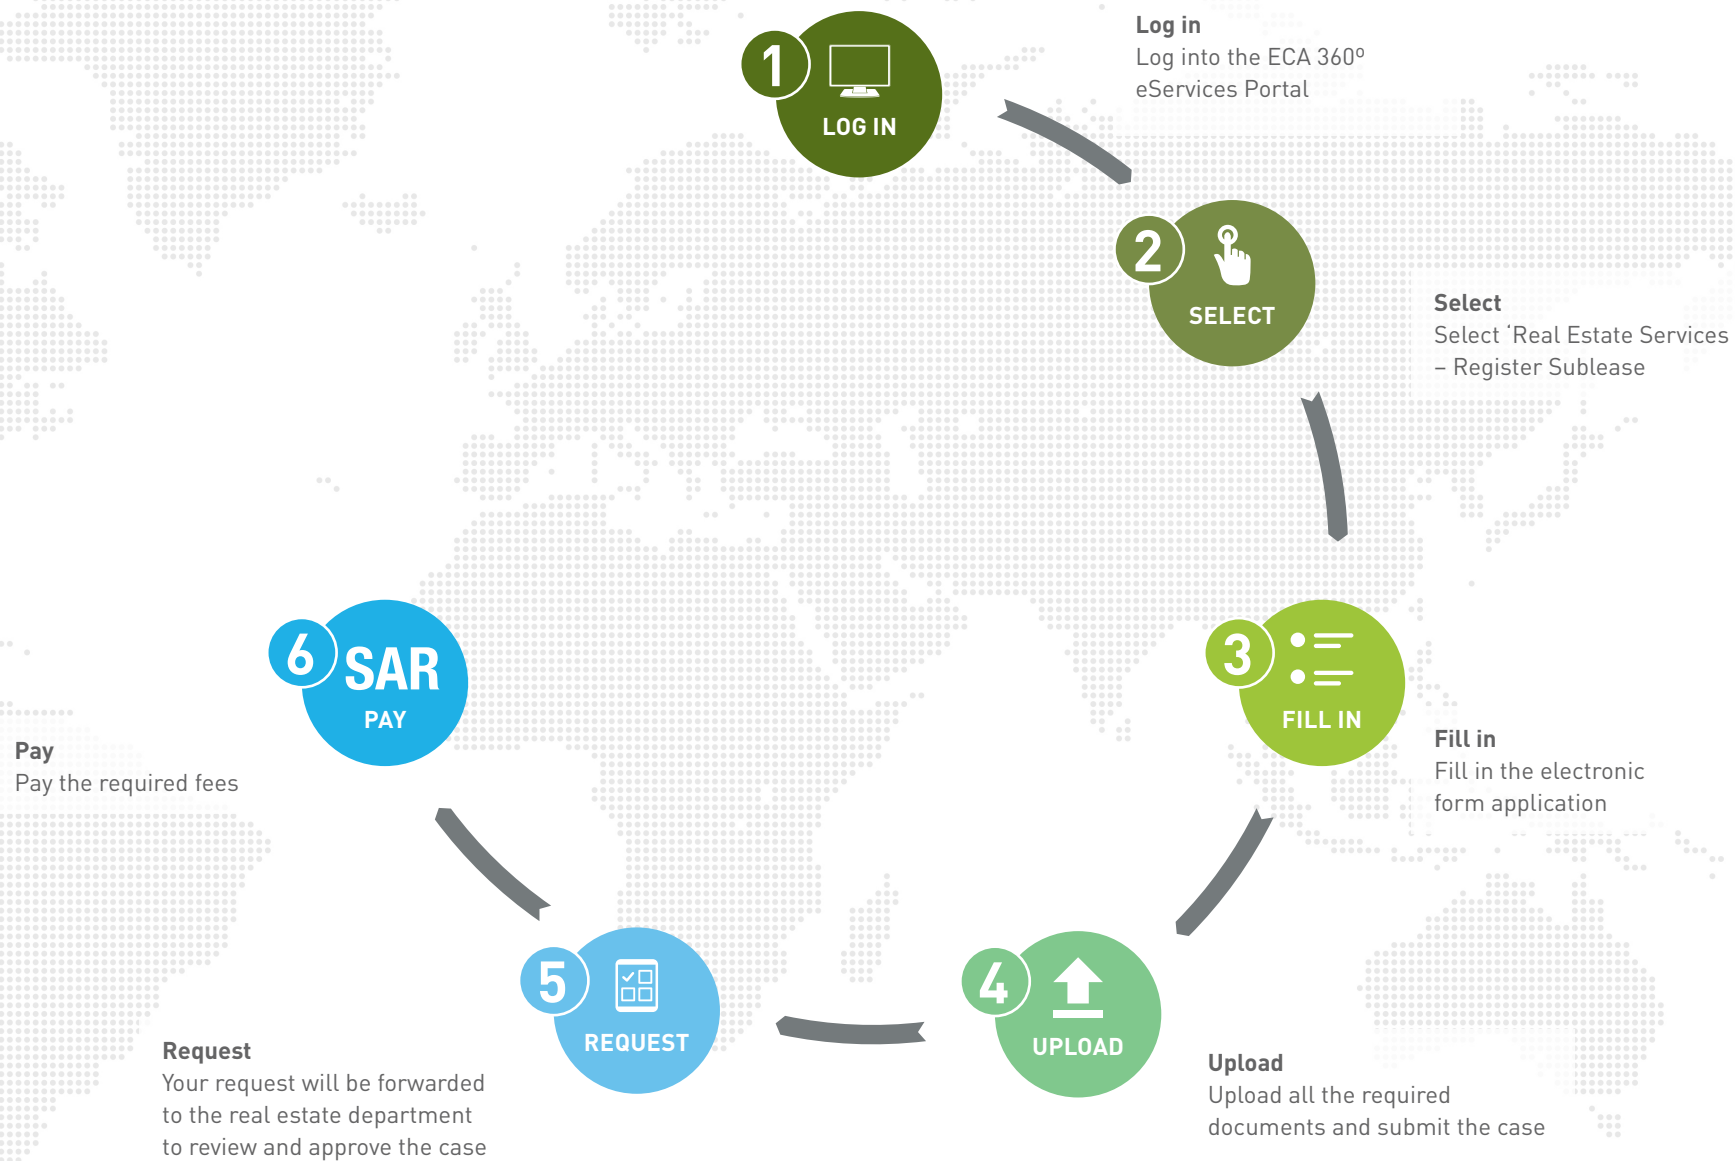 1
LOG IN
Log in
Log into the ECA 360º
eServices Portal
2
SELECT
Select
Select ‘Real Estate Services
– Register Sublease
3
FILL IN
Fill in
Fill in the electronic
form application
4
UPLOAD
Upload
Upload all the required
documents and submit the case
5
REQUEST
Request
Your request will be forwarded
to the real estate department
to review and approve the case
6
SAR
PAY
Pay
Pay the required fees